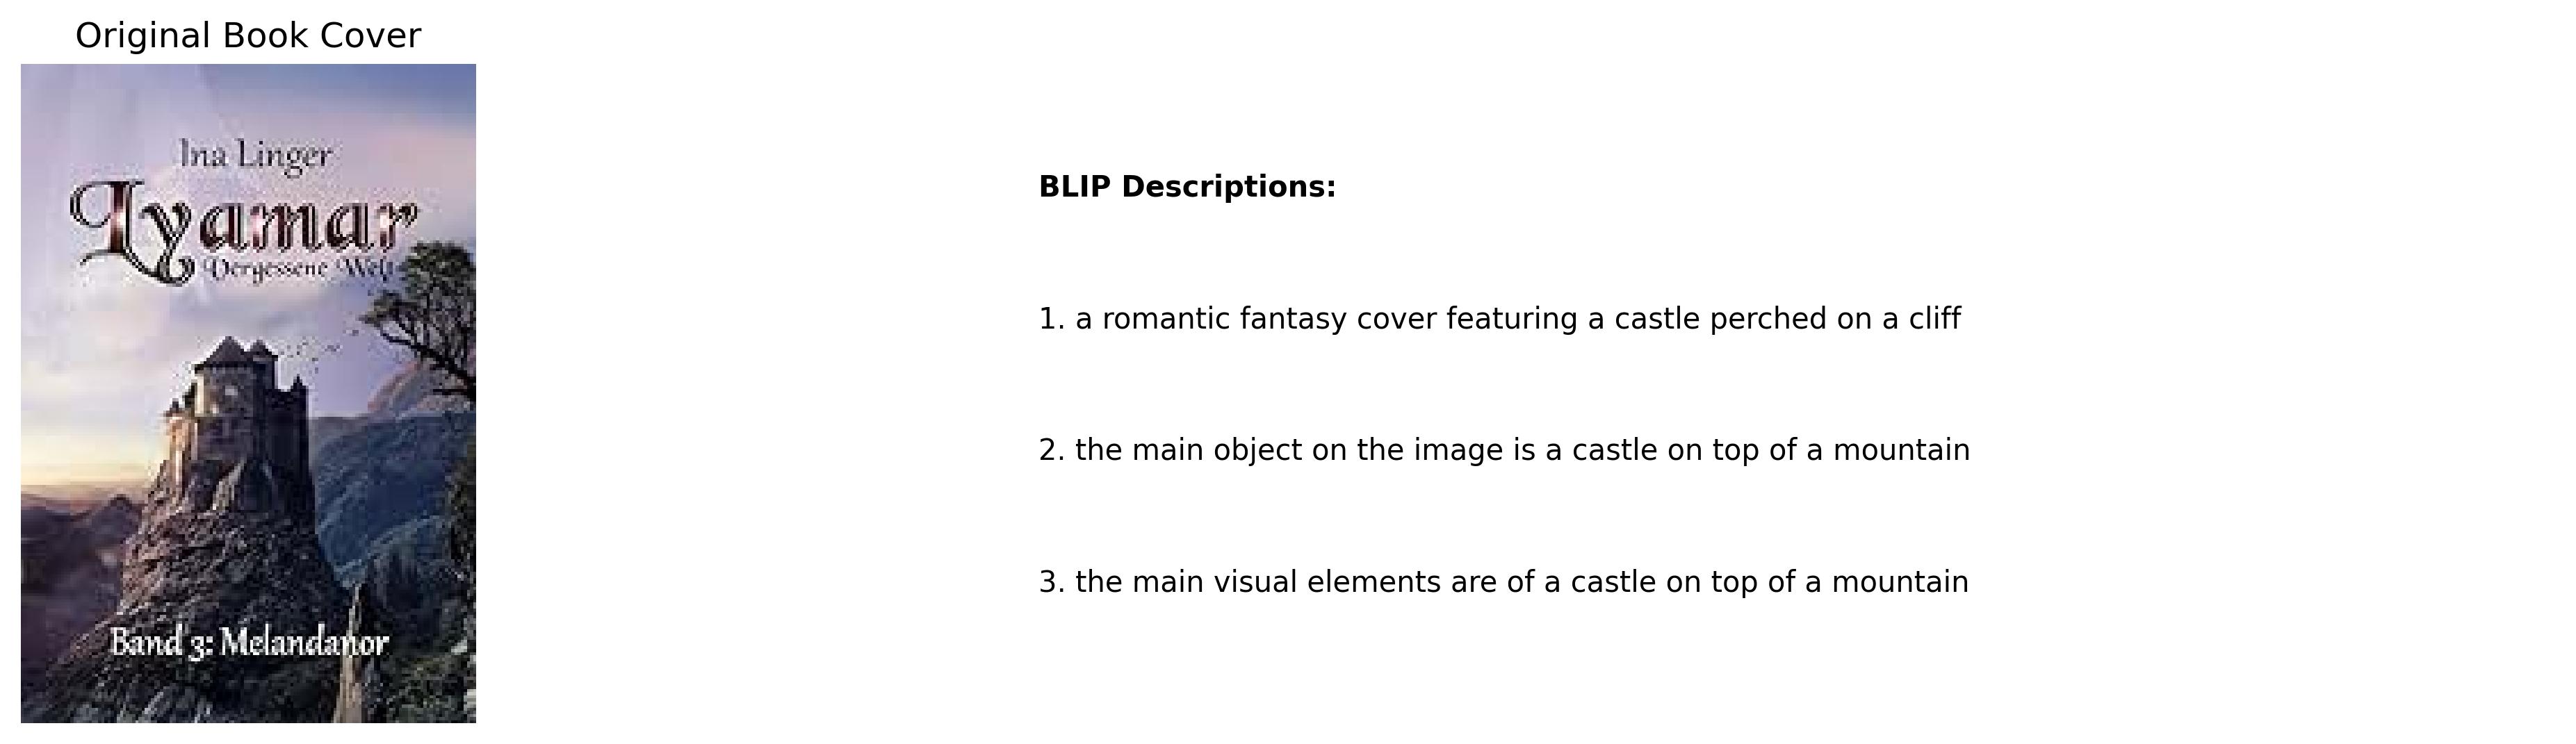 Original Book Cover
Ina Linger
Lyamar
Vergessene Welt
Band 3: Melandanor
BLIP Descriptions:
1. a romantic fantasy cover featuring a castle perched on a cliff
2. the main object on the image is a castle on top of a mountain
3. the main visual elements are of a castle on top of a mountain